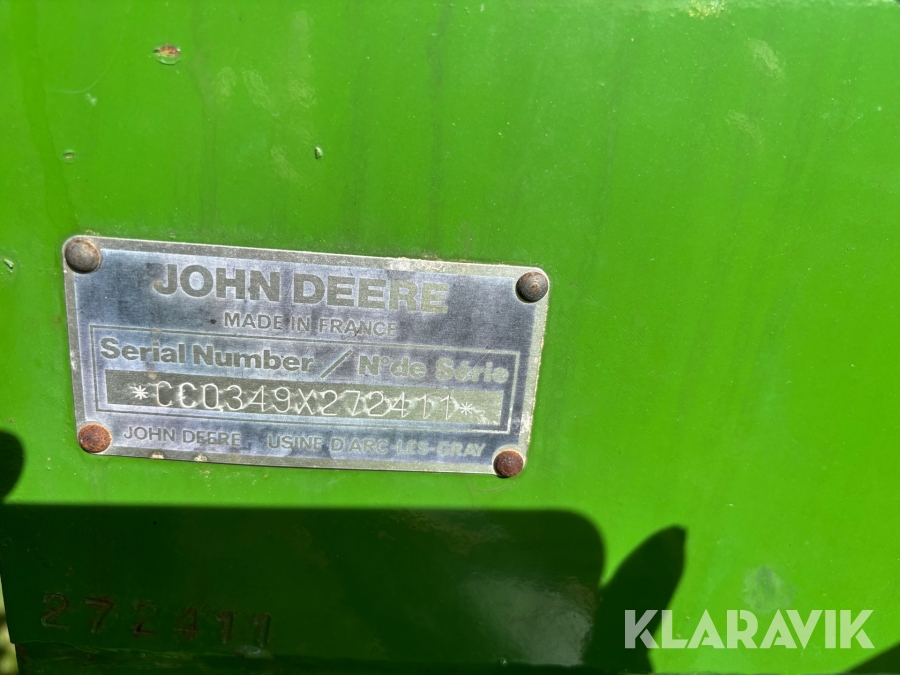 JOHN DEERE
MADE IN FRANCE
Serial Number / N° de Série
*CC0349X272411*
JOHN DEERE USINE D'ARC-LES-GRAY
272411
KLARAVIK